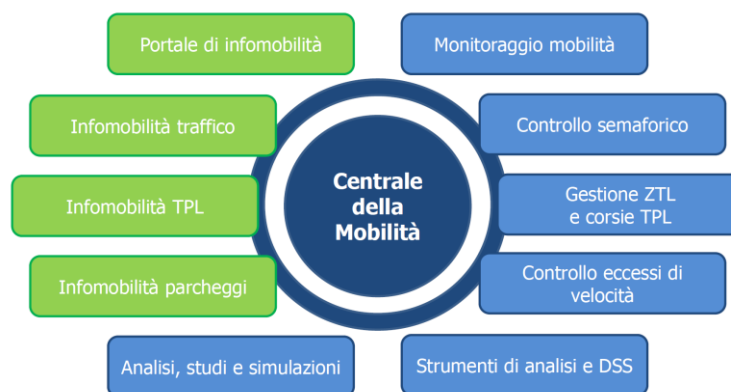 Portale di infomobilità
Monitoraggio mobilità
Infomobilità traffico
Controllo semaforico
Centrale
della
Mobilità
Infomobilità TPL
Gestione ZTL
e corsie TPL
Infomobilità parcheggi
Controllo eccessi di
velocità
Analisi, studi e simulazioni
Strumenti di analisi e DSS